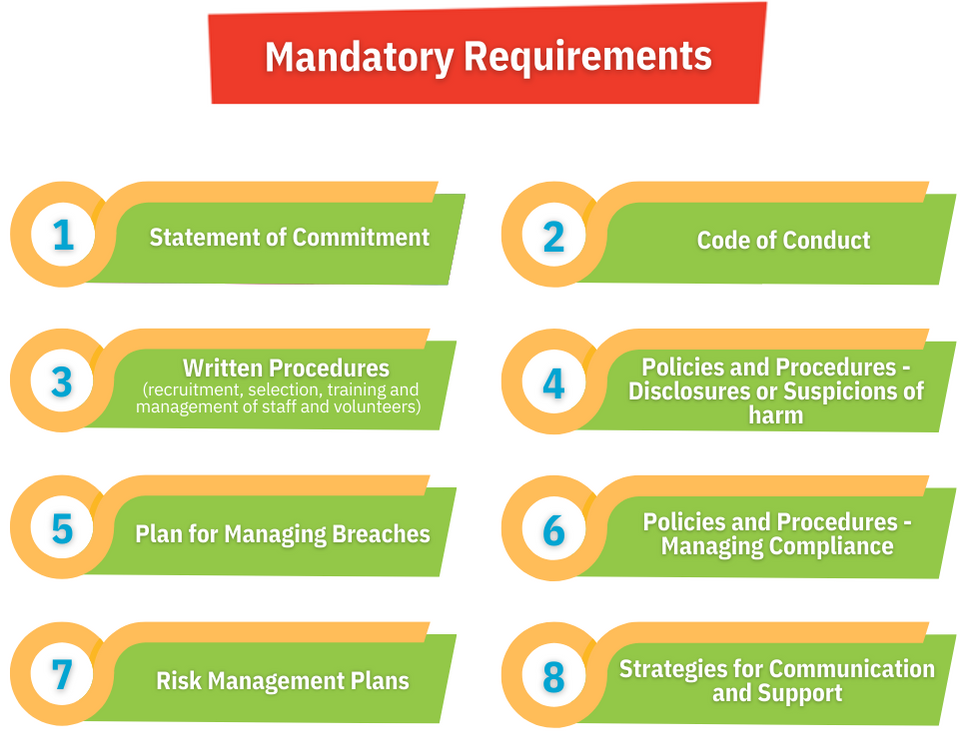 Mandatory Requirements
1
Statement of Commitment
2
Code of Conduct
3
Written Procedures
(recruitment, selection, training and
management of staff and volunteers)
4
Policies and Procedures -
Disclosures or Suspicions of
harm
5
Plan for Managing Breaches
6
Policies and Procedures -
Managing Compliance
7
Risk Management Plans
8
Strategies for Communication
and Support